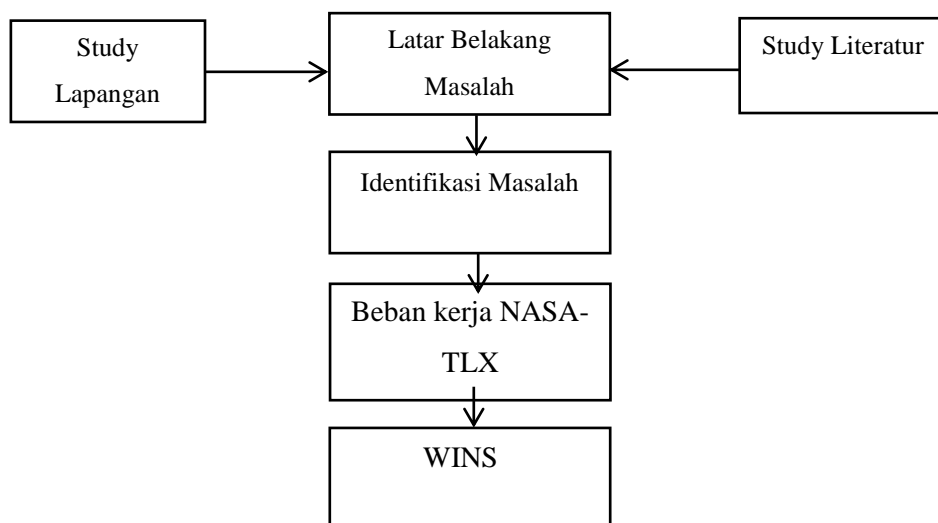 Study
Lapangan
Latar Belakang
Masalah
Study Literatur
Identifikasi Masalah
Beban kerja NASA-
TLX
WINS